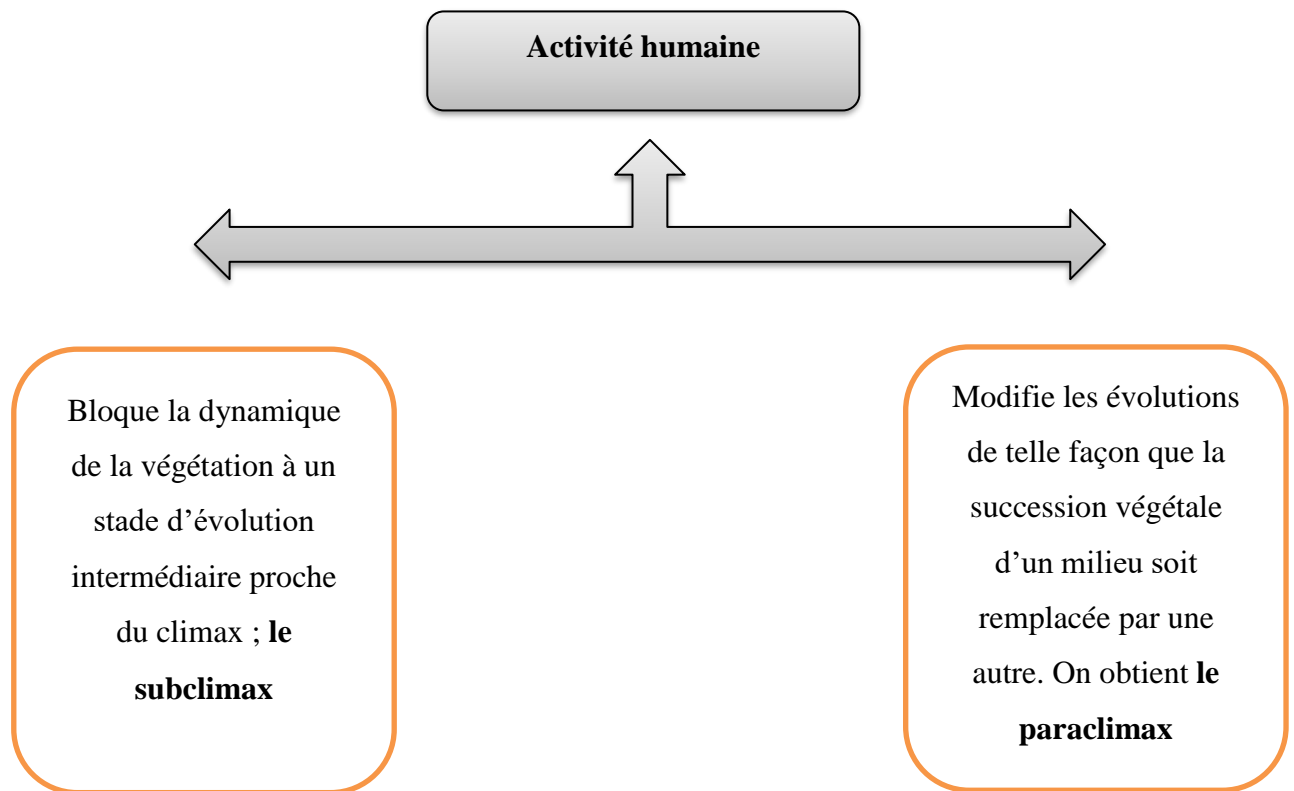 Activité humaine
Bloque la dynamique
de la végétation à un
stade d’évolution
intermédiaire proche
du climax ; le
subclimax
Modifie les évolutions
de telle façon que la
succession végétale
d’un milieu soit
remplacée par une
autre. On obtient le
paraclimax